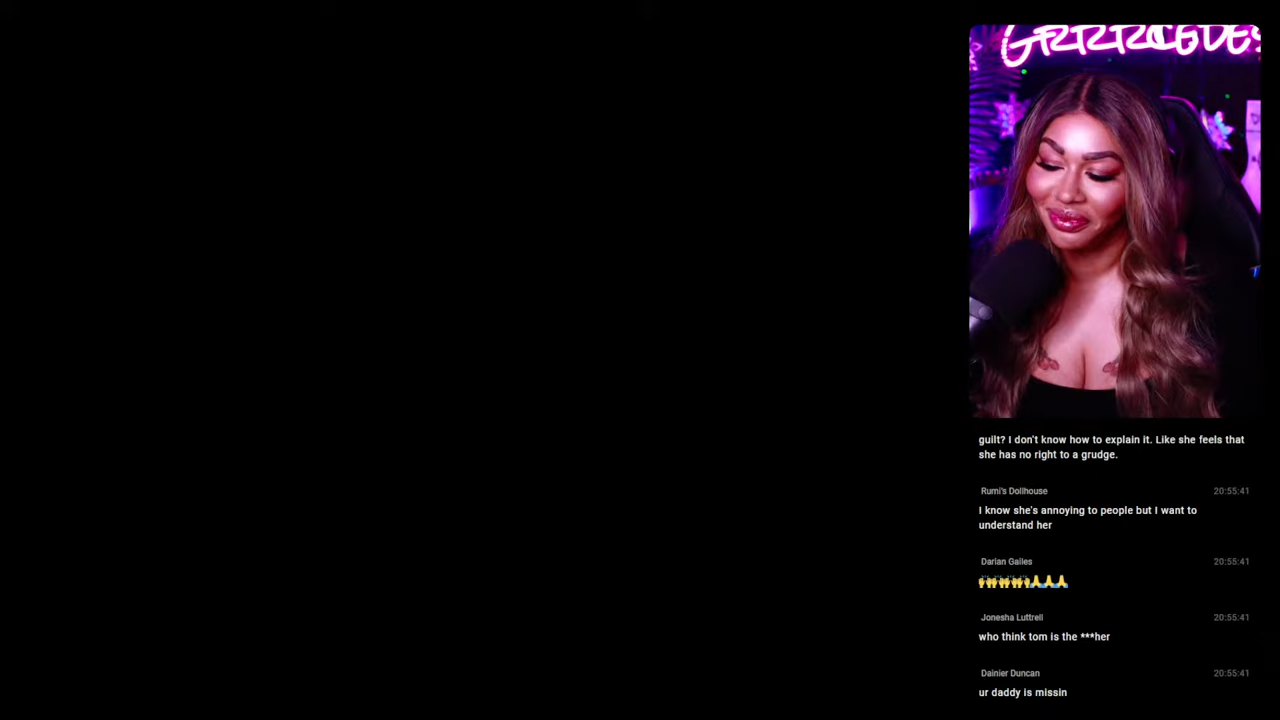 GRRRCEDES
guilt? I don't know how to explain it. Like she feels that
she has no right to a grudge.
Rumi's Dollhouse 20:55:41
I know she's annoying to people but I want to
understand her
Darian Gailes 20:55:41
Jonesha Luttrell 20:55:41
who think tom is the ***her
Dainier Duncan 20:55:41
ur daddy is missin